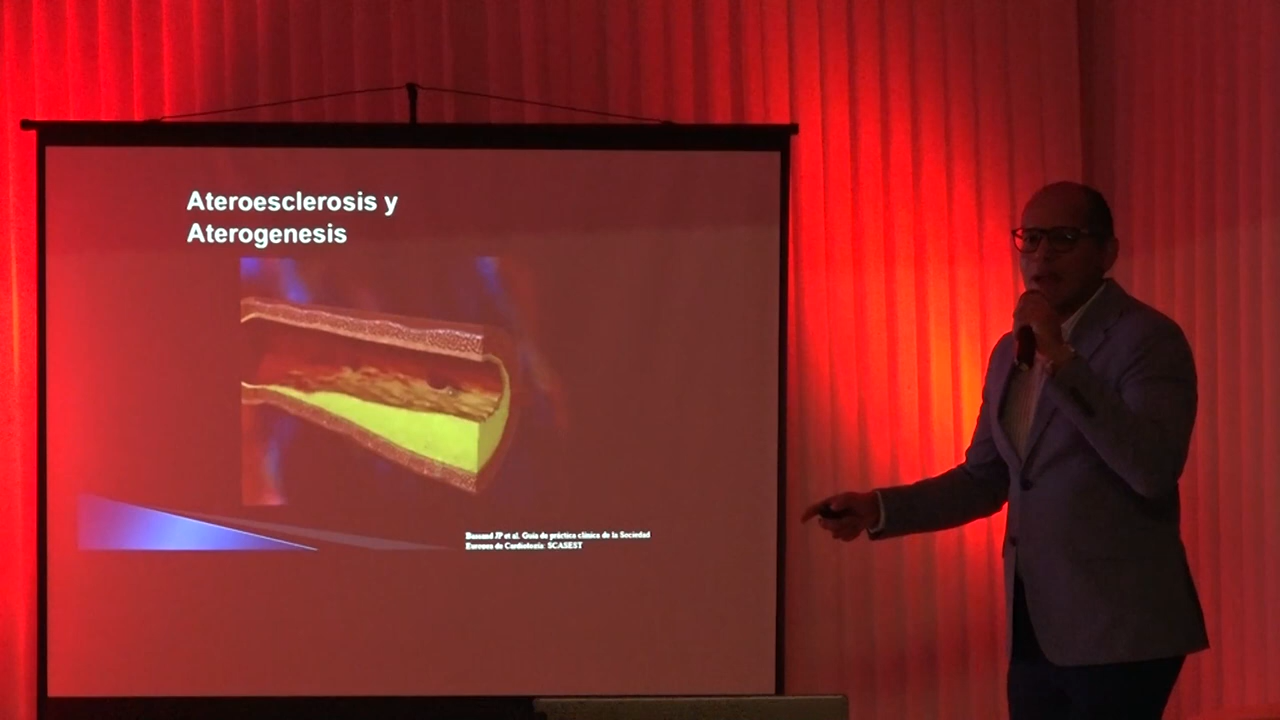 Ateroesclerosis y
Aterogenesis
Bassand JP et al. Guía de práctica clínica de la Sociedad
Europea de Cardiología. SCASEST